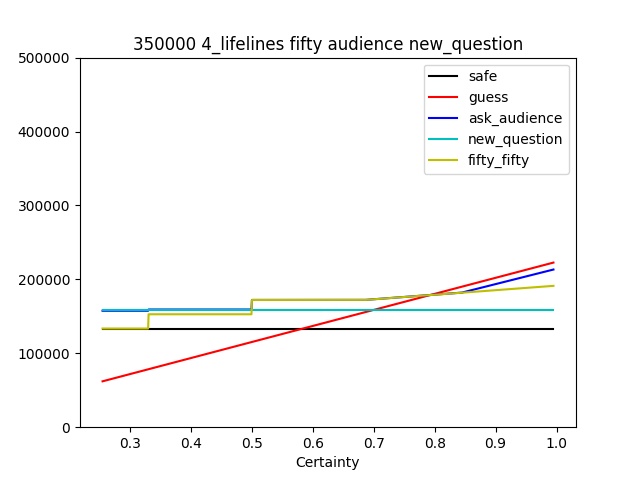 350000 4_lifelines fifty audience new_question
500000
400000
300000
200000
100000
0
safe
guess
ask_audience
new_question
fifty_fifty
0.3 0.4 0.5 0.6 0.7 0.8 0.9 1.0
Certainty